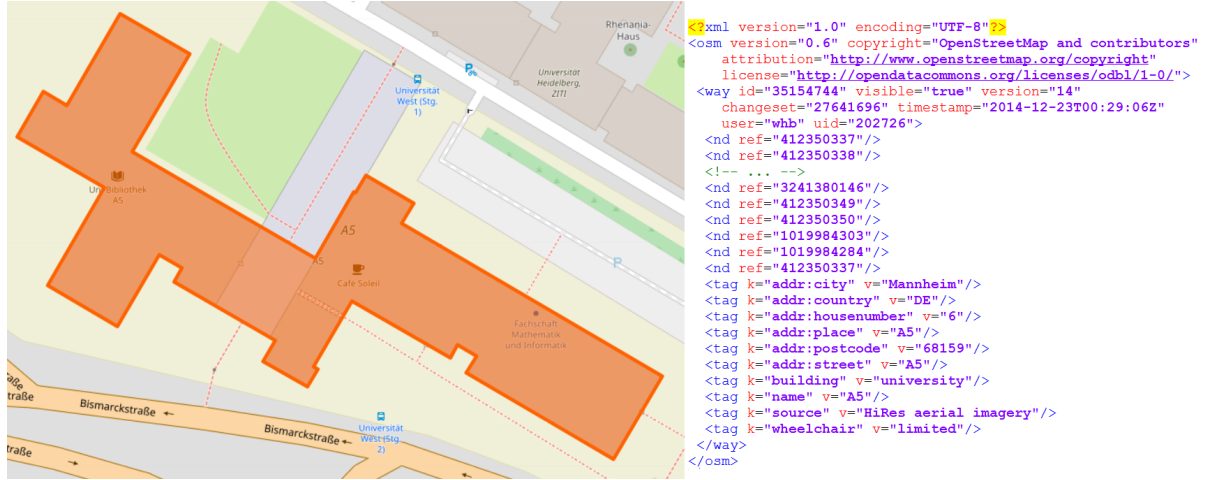 Rhenania-
Haus
Universität
Heidelberg,
ZITI
Universität
West (Stg.
1)
Uni Bibliothek
A5
A5
A5
Café Soleil
P
Fachschaft
Mathematik
und Informatik
Bismarckstraße ←
Bismarckstraße ←
Universität
West (Stg.
2)
raße
traße
traße
<?xml version="1.0" encoding="UTF-8"?>
<osm version="0.6" copyright="OpenStreetMap and contributors"
attribution="http://www.openstreetmap.org/copyright"
license="http://opendatacommons.org/licenses/odbl/1-0/">
<way id="35154744" visible="true" version="14"
changeset="27641696" timestamp="2014-12-23T00:29:06Z"
user="whb" uid="202726">
<nd ref="412350337"/>
<nd ref="412350338"/>
<!-- ... -->
<nd ref="3241380146"/>
<nd ref="412350349"/>
<nd ref="412350350"/>
<nd ref="1019984303"/>
<nd ref="1019984284"/>
<nd ref="412350337"/>
<tag k="addr:city" v="Mannheim"/>
<tag k="addr:country" v="DE"/>
<tag k="addr:housenumber" v="6"/>
<tag k="addr:place" v="A5"/>
<tag k="addr:postcode" v="68159"/>
<tag k="addr:street" v="A5"/>
<tag k="building" v="university"/>
<tag k="name" v="A5"/>
<tag k="source" v="HiRes aerial imagery"/>
<tag k="wheelchair" v="limited"/>
</way>
</osm>